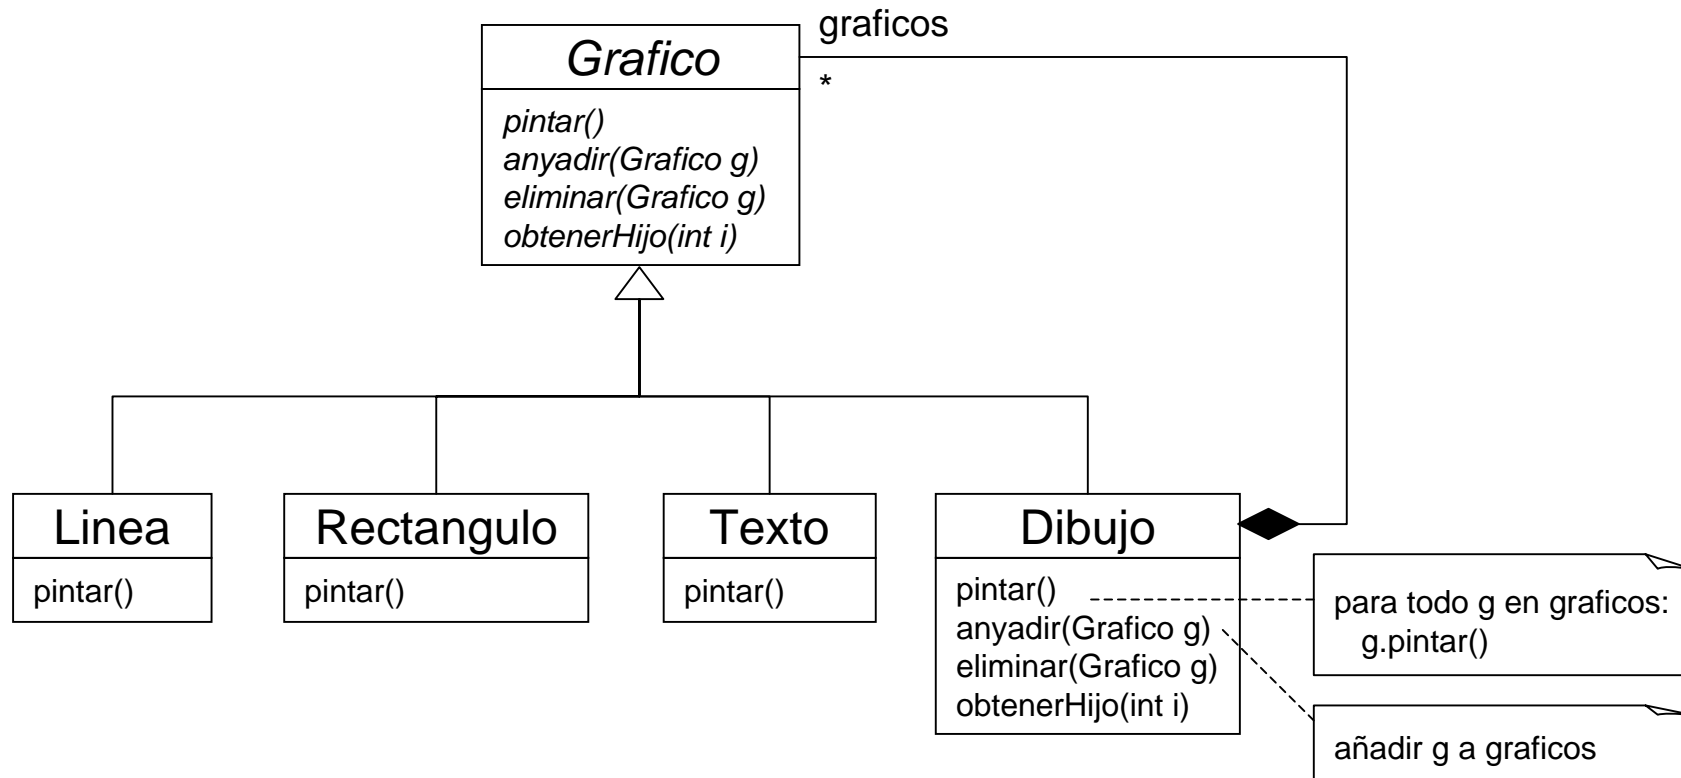 graficos
*
Grafico
pintar()
anyadir(Grafico g)
eliminar(Grafico g)
obtenerHijo(int i)
Linea
pintar()
Rectangulo
pintar()
Texto
pintar()
Dibujo
pintar()
anyadir(Grafico g)
eliminar(Grafico g)
obtenerHijo(int i)
para todo g en graficos:
g.pintar()
añadir g a graficos